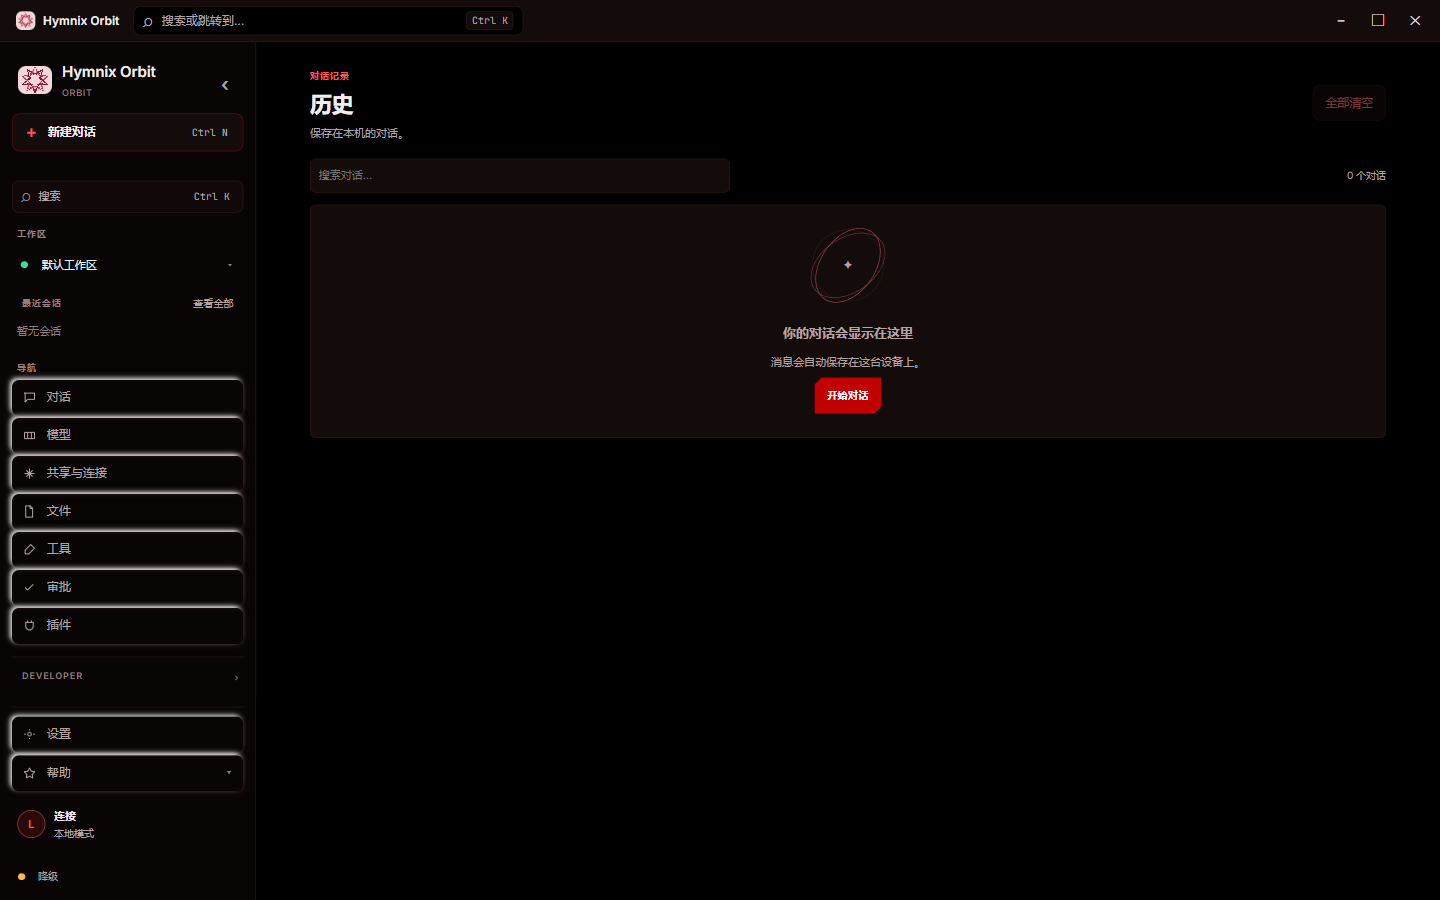 Hymnix Orbit
搜索或跳转到...
Ctrl K
Hymnix Orbit
ORBIT
新建对话
Ctrl N
搜索
Ctrl K
工作区
默认工作区
最近会话
查看全部
暂无会话
导航
对话
模型
共享与连接
文件
工具
审批
插件
DEVELOPER
设置
帮助
L
连接
本地模式
降级
对话记录
历史
保存在本机的对话。
全部清空
搜索对话...
0 个对话
你的对话会显示在这里
消息会自动保存在这台设备上。
开始对话